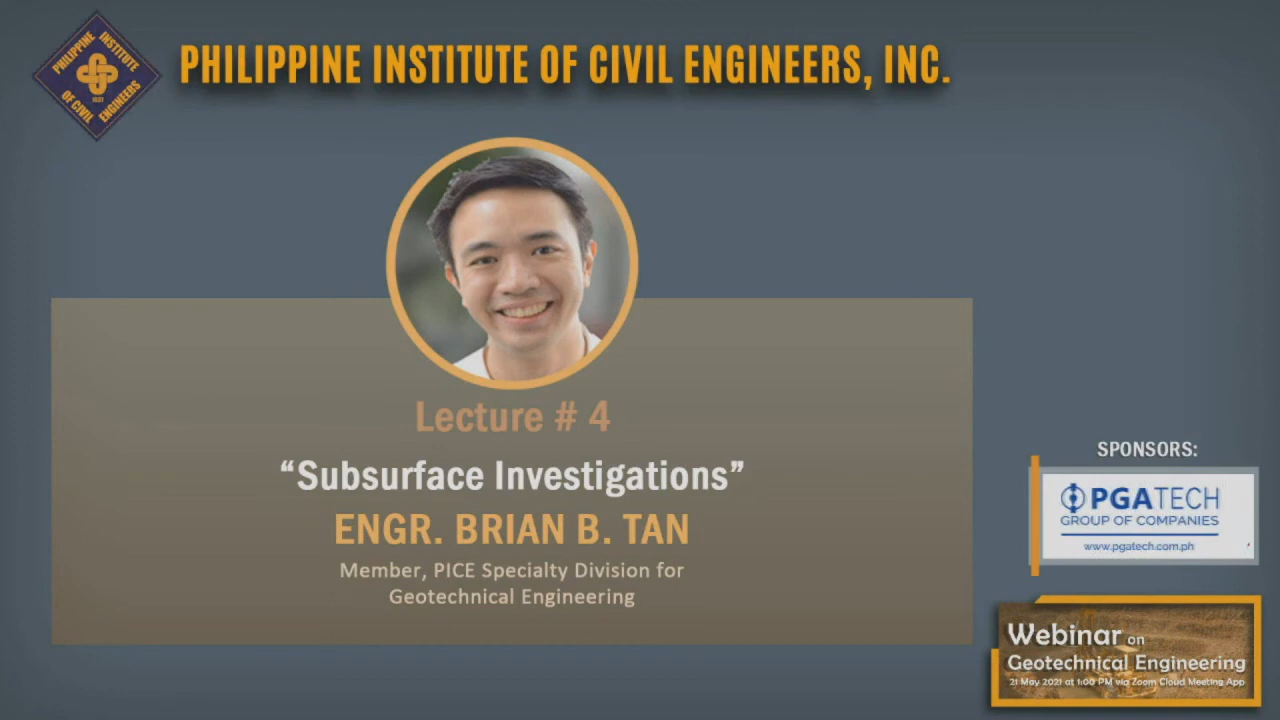 PHILIPPINE INSTITUTE
OF CIVIL ENGINEERS
1937
PHILIPPINE INSTITUTE OF CIVIL ENGINEERS, INC.
Lecture # 4
“Subsurface Investigations”
ENGR. BRIAN B. TAN
Member, PICE Specialty Division for
Geotechnical Engineering
SPONSORS:
PGATECH
GROUP OF COMPANIES
www.pgatech.com.ph
Webinar on
Geotechnical Engineering
21 May 2021 at 1:00 PM via Zoom Cloud Meeting App